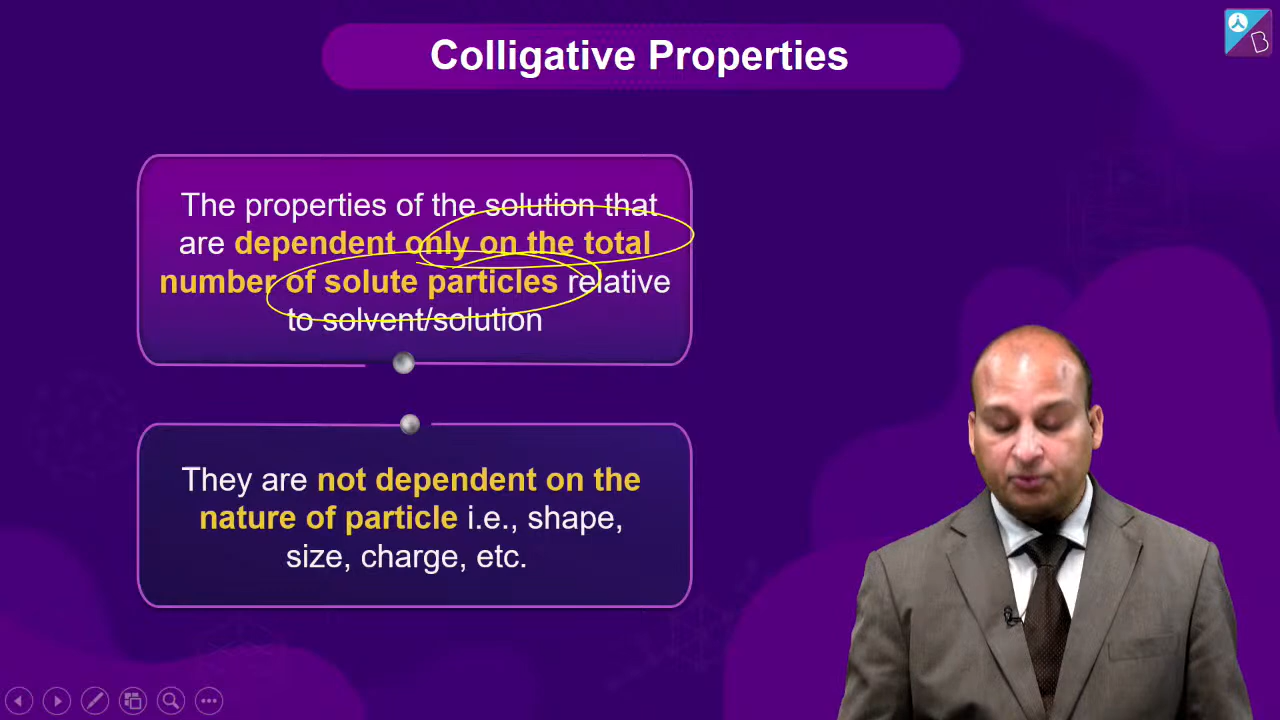 Colligative Properties
The properties of the solution that
are dependent only on the total
number of solute particles relative
to solvent/solution
They are not dependent on the
nature of particle i.e., shape,
size, charge, etc.
B